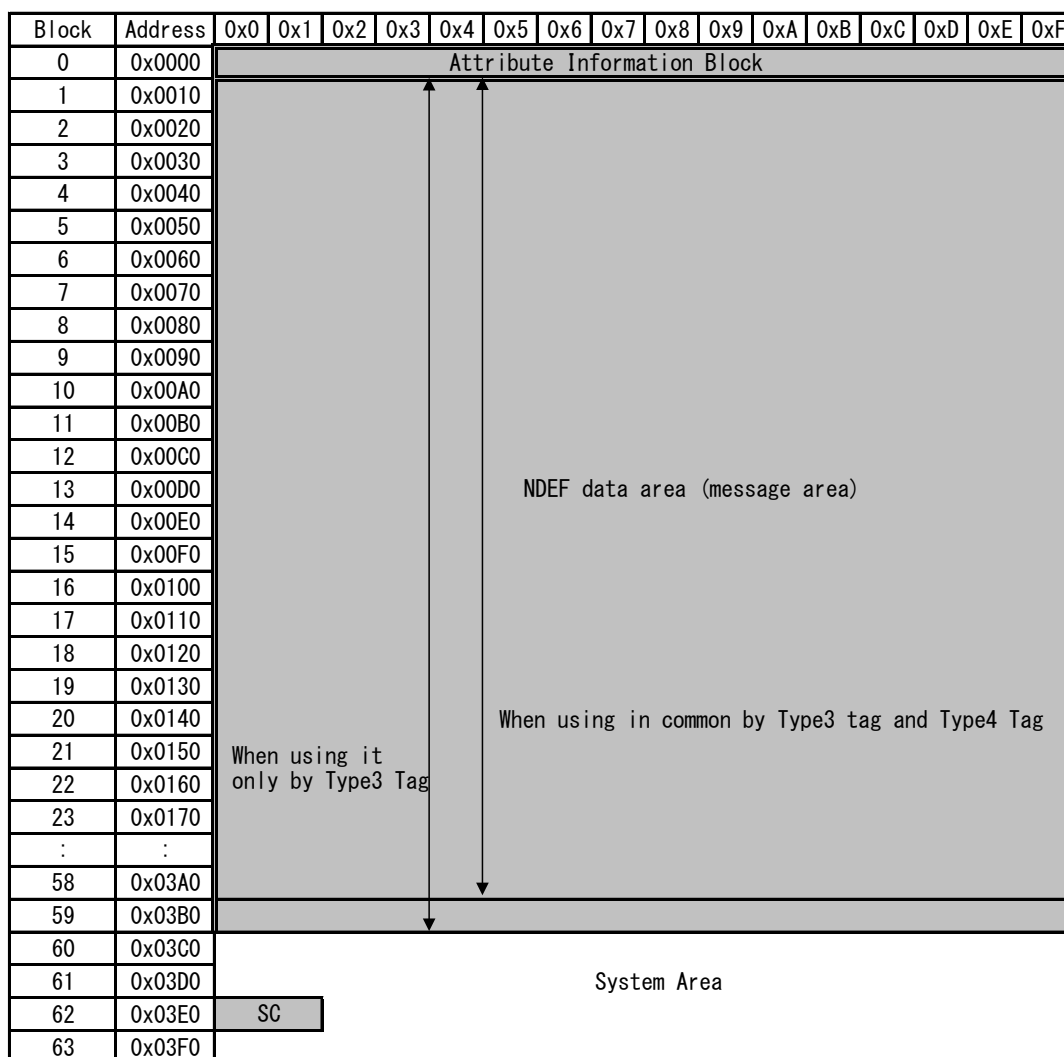 Block Address 0x0 0x1 0x2 0x3 0x4 0x5 0x6 0x7 0x8 0x9 0xA 0xB 0xC 0xD 0xE 0xF
0 0x0000 Attribute Information Block
1 0x0010
2 0x0020
3 0x0030
4 0x0040
5 0x0050
6 0x0060
7 0x0070
8 0x0080
9 0x0090
10 0x00A0
11 0x00B0
12 0x00C0
13 0x00D0 NDEF data area (message area)
14 0x00E0
15 0x00F0
16 0x0100
17 0x0110
18 0x0120
19 0x0130
20 0x0140 When using in common by Type3 tag and Type4 Tag
21 0x0150 When using it
22 0x0160 only by Type3 Tag
23 0x0170
: :
58 0x03A0
59 0x03B0
60 0x03C0
61 0x03D0 System Area
62 0x03E0 SC
63 0x03F0